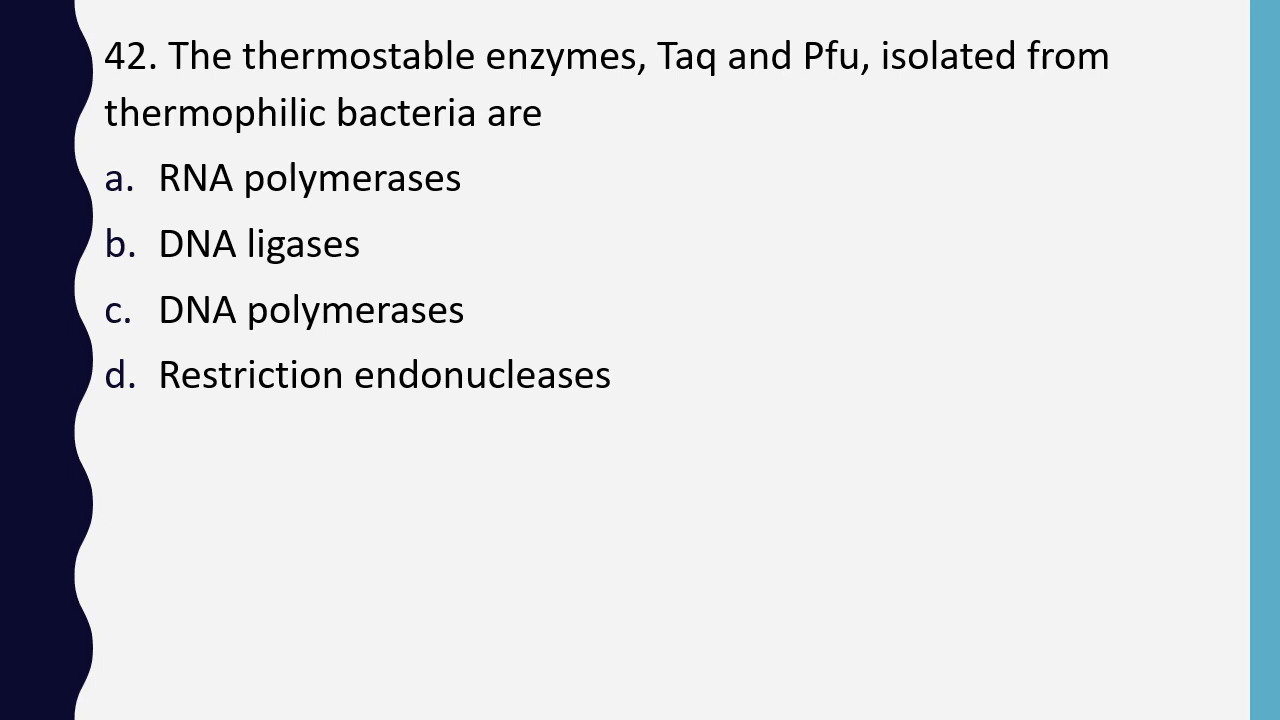 42. The thermostable enzymes, Taq and Pfu, isolated from
thermophilic bacteria are
a. RNA polymerases
b. DNA ligases
c. DNA polymerases
d. Restriction endonucleases